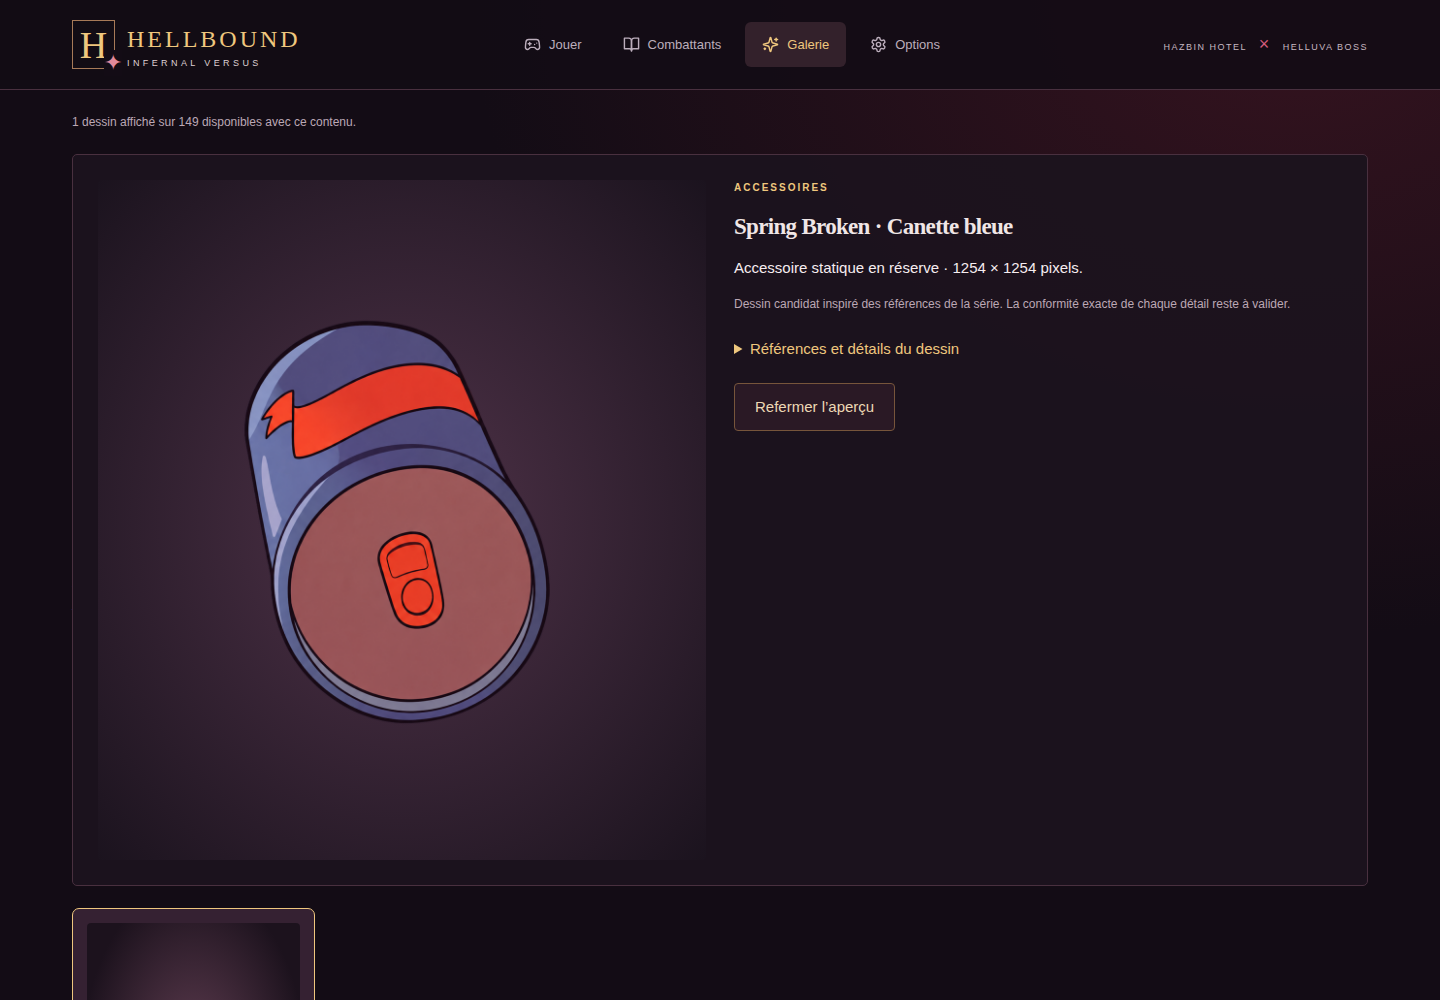 H
HELLBOUND
INFERNAL VERSUS
Jouer
Combattants
Galerie
Options
HAZBIN HOTEL × HELLUVA BOSS
1 dessin affiché sur 149 disponibles avec ce contenu.
ACCESSOIRES
Spring Broken · Canette bleue
Accessoire statique en réserve · 1254 × 1254 pixels.
Dessin candidat inspiré des références de la série. La conformité exacte de chaque détail reste à valider.
Références et détails du dessin
Refermer l’aperçu